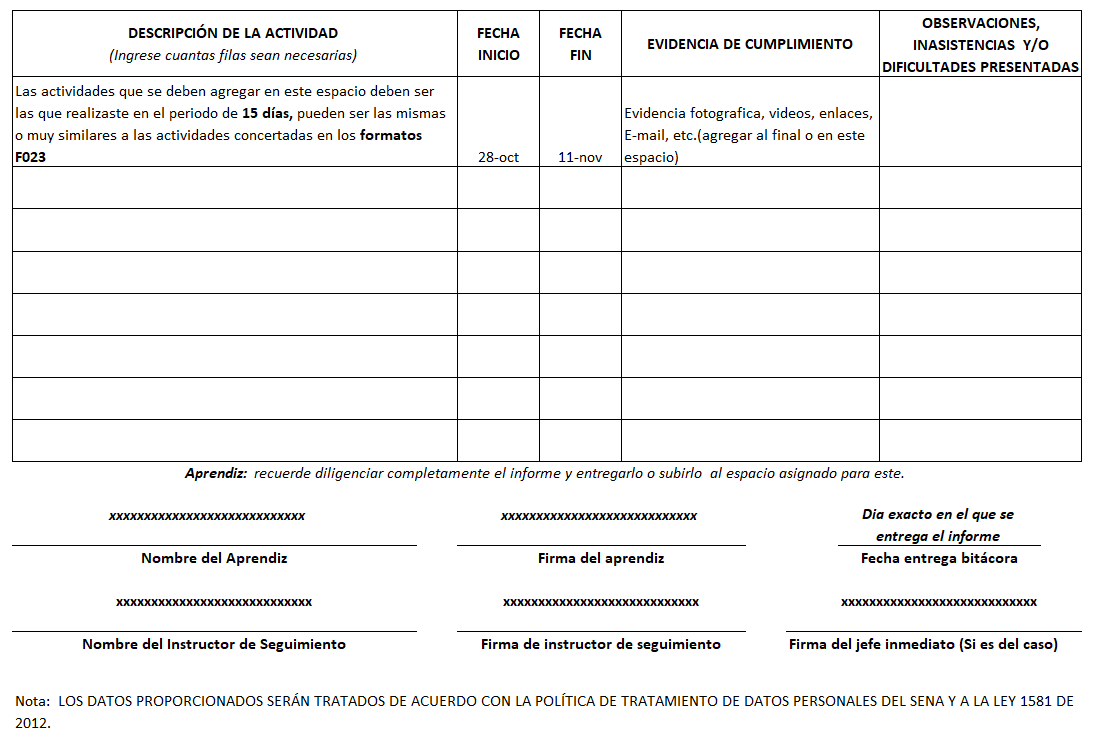 DESCRIPCIÓN DE LA ACTIVIDAD
(Ingrese cuantas filas sean necesarias)
FECHA
INICIO
FECHA
FIN
EVIDENCIA DE CUMPLIMIENTO
OBSERVACIONES,
INASISTENCIAS Y/O
DIFICULTADES PRESENTADAS
Las actividades que se deben agregar en este espacio deben ser
las que realizaste en el periodo de 15 días, pueden ser las mismas
o muy similares a las actividades concertadas en los formatos
F023
28-oct
11-nov
Evidencia fotografica, videos, enlaces,
E-mail, etc.(agregar al final o en este
espacio)
Aprendiz: recuerde diligenciar completamente el informe y entregarlo o subirlo al espacio asignado para este.
xxxxxxxxxxxxxxxxxxxxxxxxxxxx
xxxxxxxxxxxxxxxxxxxxxxxxxxxx
Dia exacto en el que se
entrega el informe
Nombre del Aprendiz
Firma del aprendiz
Fecha entrega bitácora
xxxxxxxxxxxxxxxxxxxxxxxxxxxx
xxxxxxxxxxxxxxxxxxxxxxxxxxxx
xxxxxxxxxxxxxxxxxxxxxxxxxxxx
Nombre del Instructor de Seguimiento
Firma de instructor de seguimiento
Firma del jefe inmediato (Si es del caso)
Nota: LOS DATOS PROPORCIONADOS SERÁN TRATADOS DE ACUERDO CON LA POLÍTICA DE TRATAMIENTO DE DATOS PERSONALES DEL SENA Y A LA LEY 1581 DE
2012.